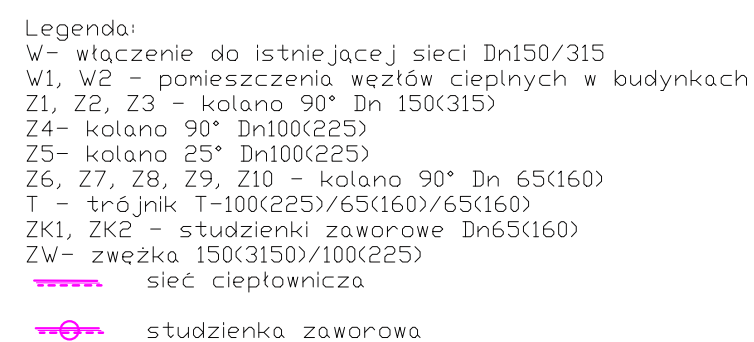 Legenda:
W- włączenie do istniejącej sieci Dn150/315
W1, W2 - pomieszczenia węzłów cieplnych w budynkach
Z1, Z2, Z3 - kolano 90° Dn 150(315)
Z4- kolano 90° Dn100(225)
Z5- kolano 25° Dn100(225)
Z6, Z7, Z8, Z9, Z10 - kolano 90° Dn 65(160)
T - trójnik T-100(225)/65(160)/65(160)
ZK1, ZK2 - studzienki zaworowe Dn65(160)
ZW- zwężka 150(3150)/100(225)
sieć ciepłownicza
studzienka zaworowa